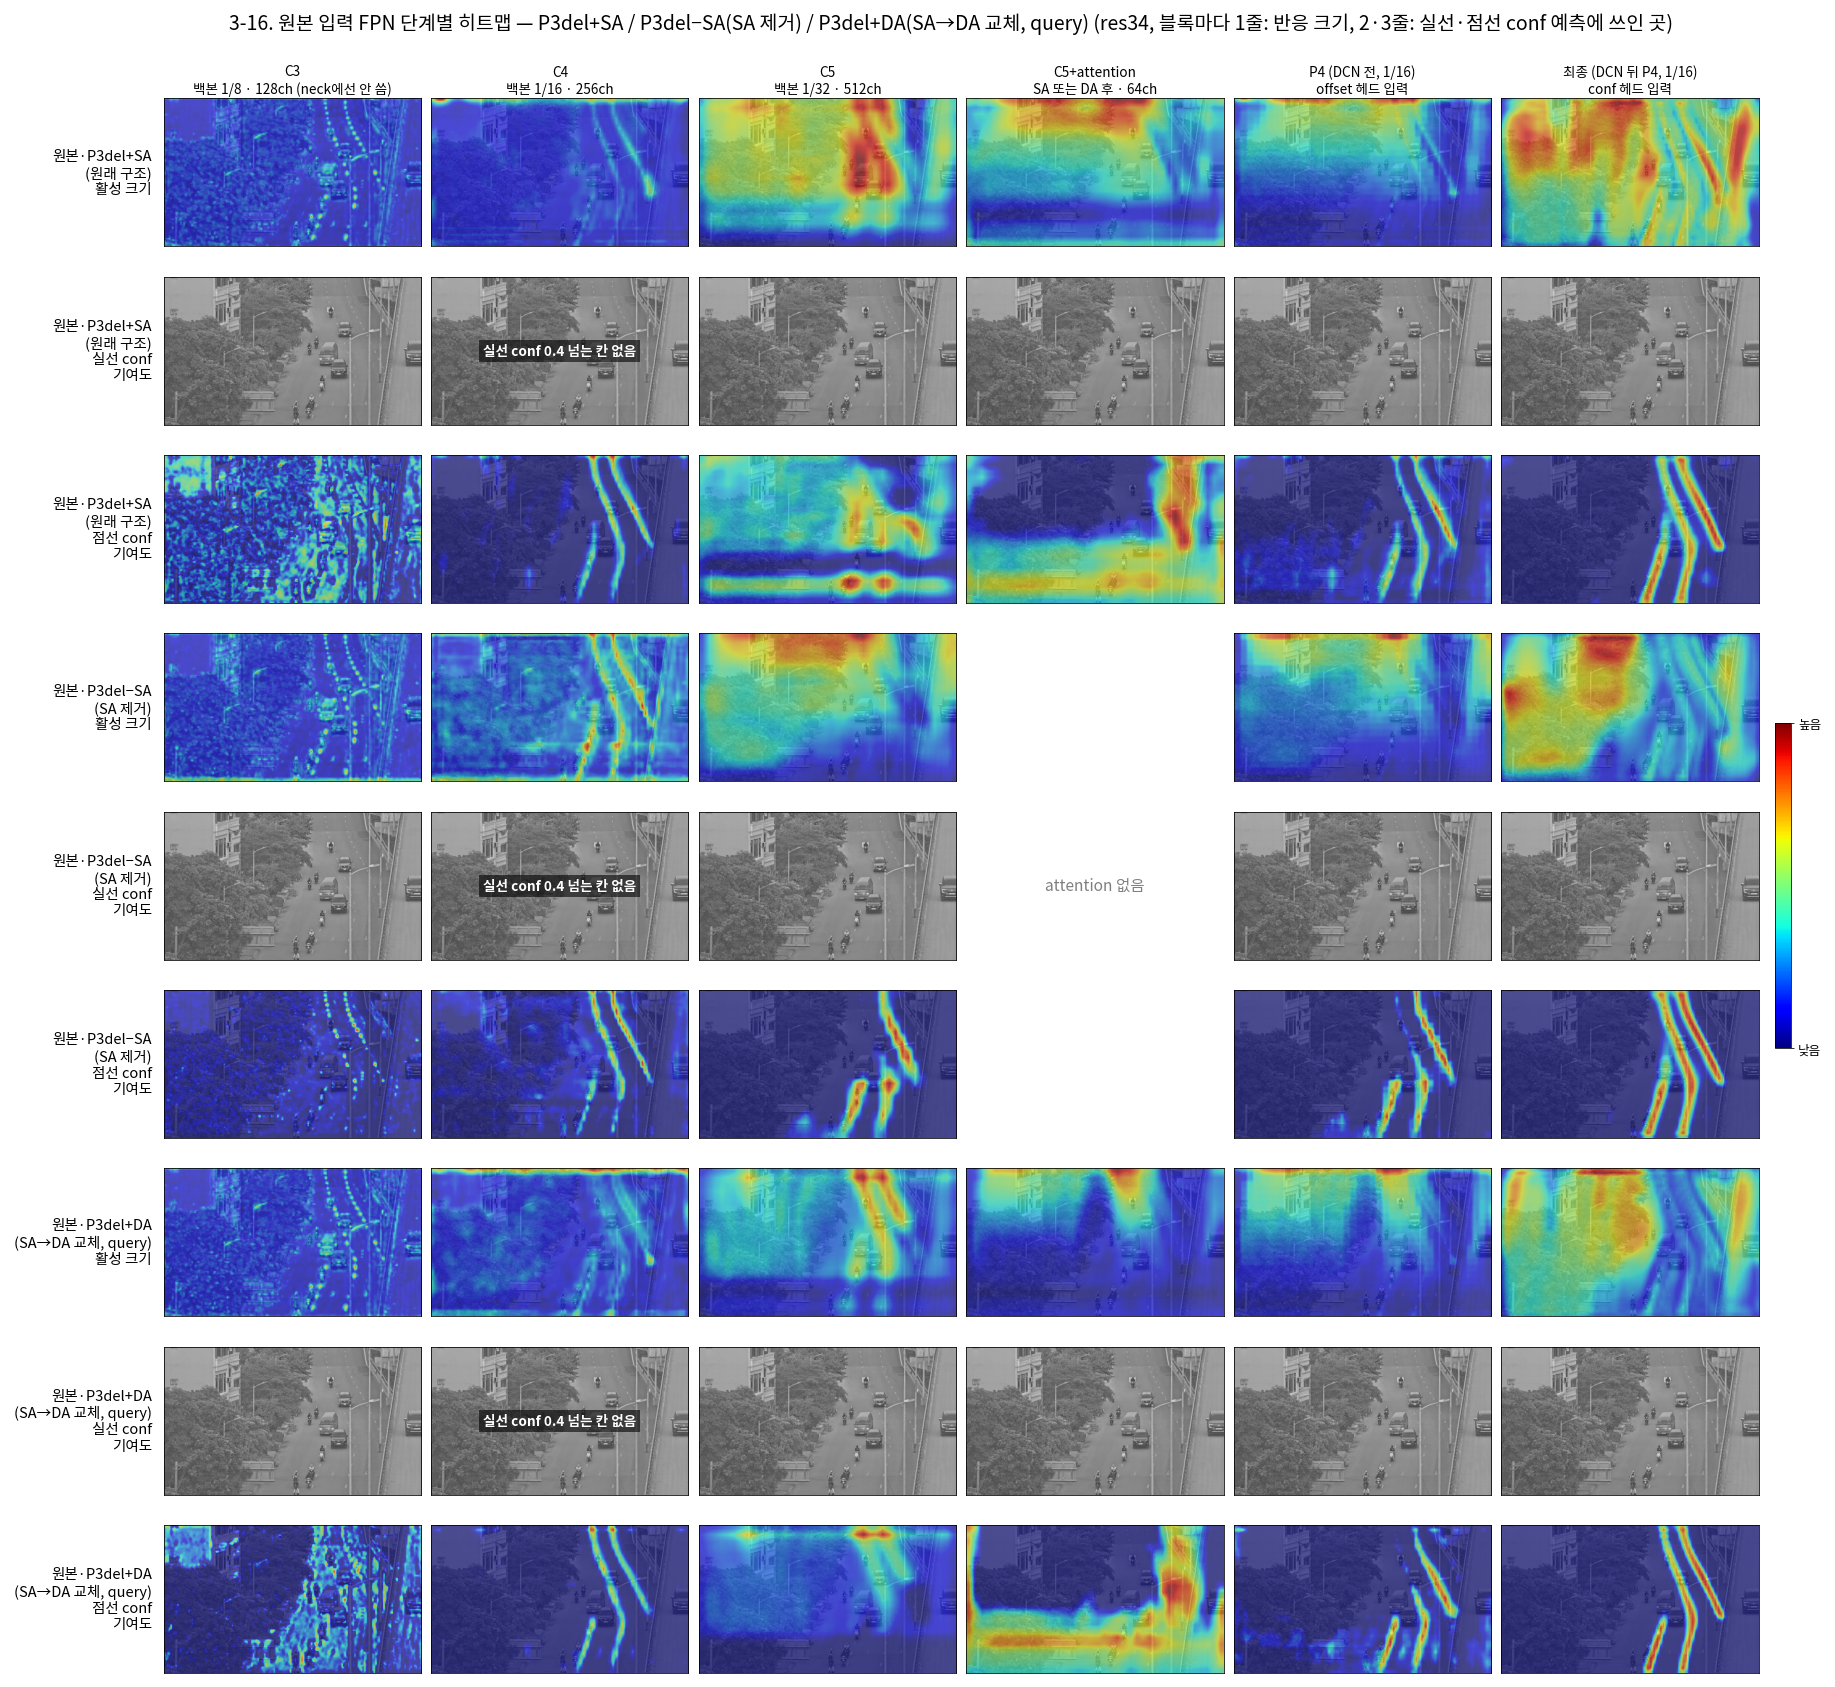 3-16. 원본 입력 FPN 단계별 히트맵 — P3del+SA / P3del−SA(SA 제거) / P3del+DA(SA→DA 교체, query) (res34, 블록마다 1줄: 반응 크기, 2·3줄: 실선·점선 conf 예측에 쓰인 곳)
C3
백본 1/8 · 128ch (neck에선 안 씀)
C4
백본 1/16 · 256ch
C5
백본 1/32 · 512ch
C5+attention
SA 또는 DA 후 · 64ch
P4 (DCN 전, 1/16)
offset 헤드 입력
최종 (DCN 뒤 P4, 1/16)
conf 헤드 입력
원본·P3del+SA
(원래 구조)
활성 크기
원본·P3del+SA
(원래 구조)
실선 conf
기여도
실선 conf 0.4 넘는 칸 없음
원본·P3del+SA
(원래 구조)
점선 conf
기여도
원본·P3del−SA
(SA 제거)
활성 크기
높음
원본·P3del−SA
(SA 제거)
실선 conf
기여도
실선 conf 0.4 넘는 칸 없음
attention 없음
원본·P3del−SA
(SA 제거)
점선 conf
기여도
낮음
원본·P3del+DA
(SA→DA 교체, query)
활성 크기
원본·P3del+DA
(SA→DA 교체, query)
실선 conf
기여도
실선 conf 0.4 넘는 칸 없음
원본·P3del+DA
(SA→DA 교체, query)
점선 conf
기여도